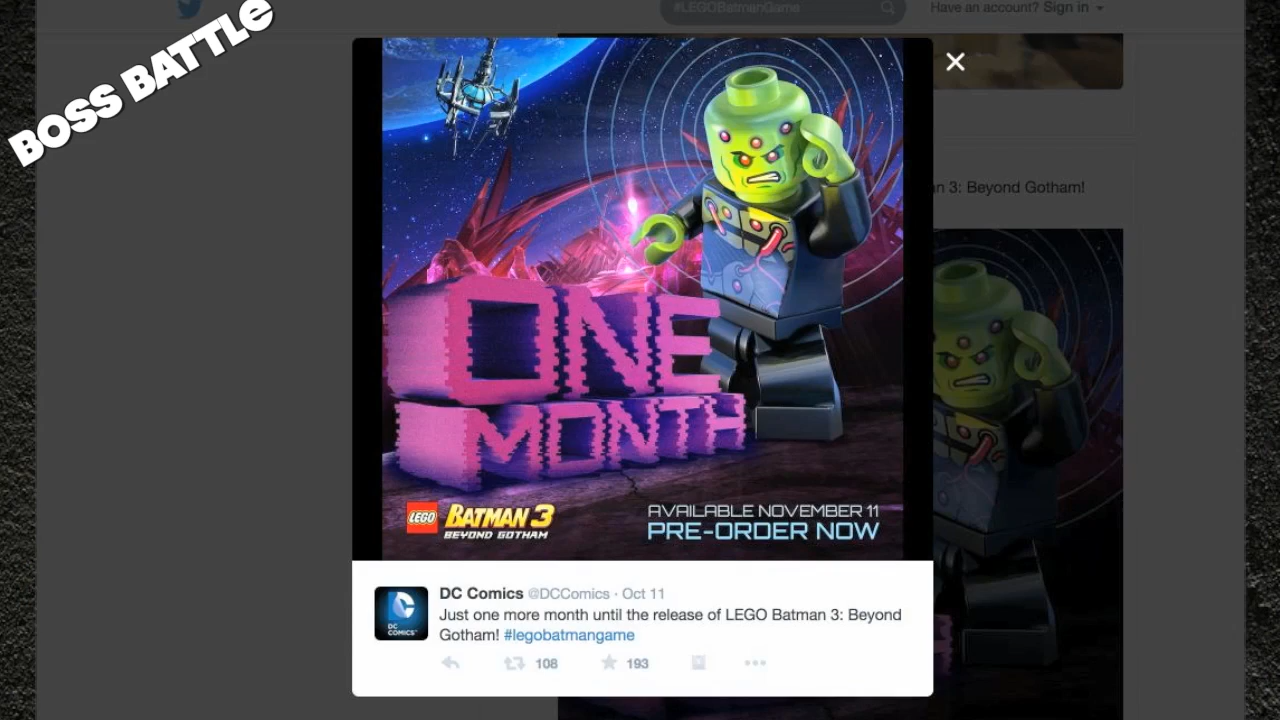 BOSS BATTLE
#LEGOBatmanGame
Have an account? Sign in
n 3: Beyond Gotham!
ONE
MONTH
LEGO BATMAN 3
BEYOND GOTHAM
AVAILABLE NOVEMBER 11
PRE-ORDER NOW
DC COMICS™
DC Comics @DCComics · Oct 11
Just one more month until the release of LEGO Batman 3: Beyond
Gotham! #legobatmangame
108 193